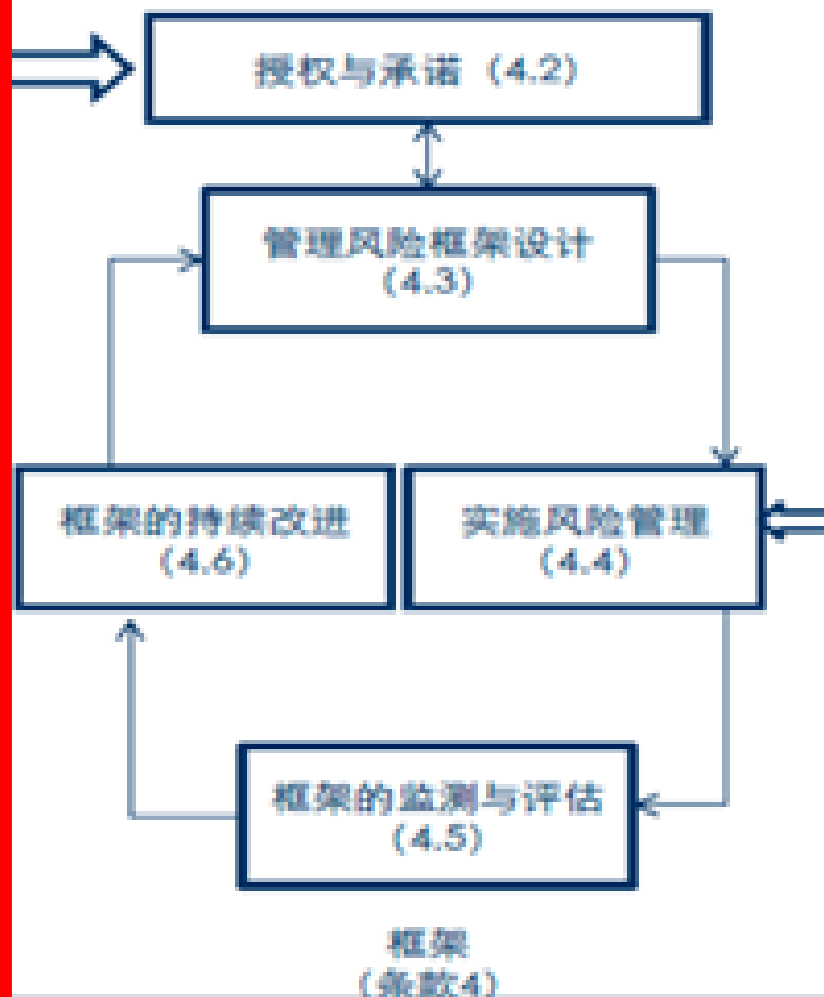 授权与承诺（4.2）
管理风险框架设计
（4.3）
框架的持续改进
（4.6）
实施风险管理
（4.4）
框架的监测与评估
（4.5）
框架
（条款4）